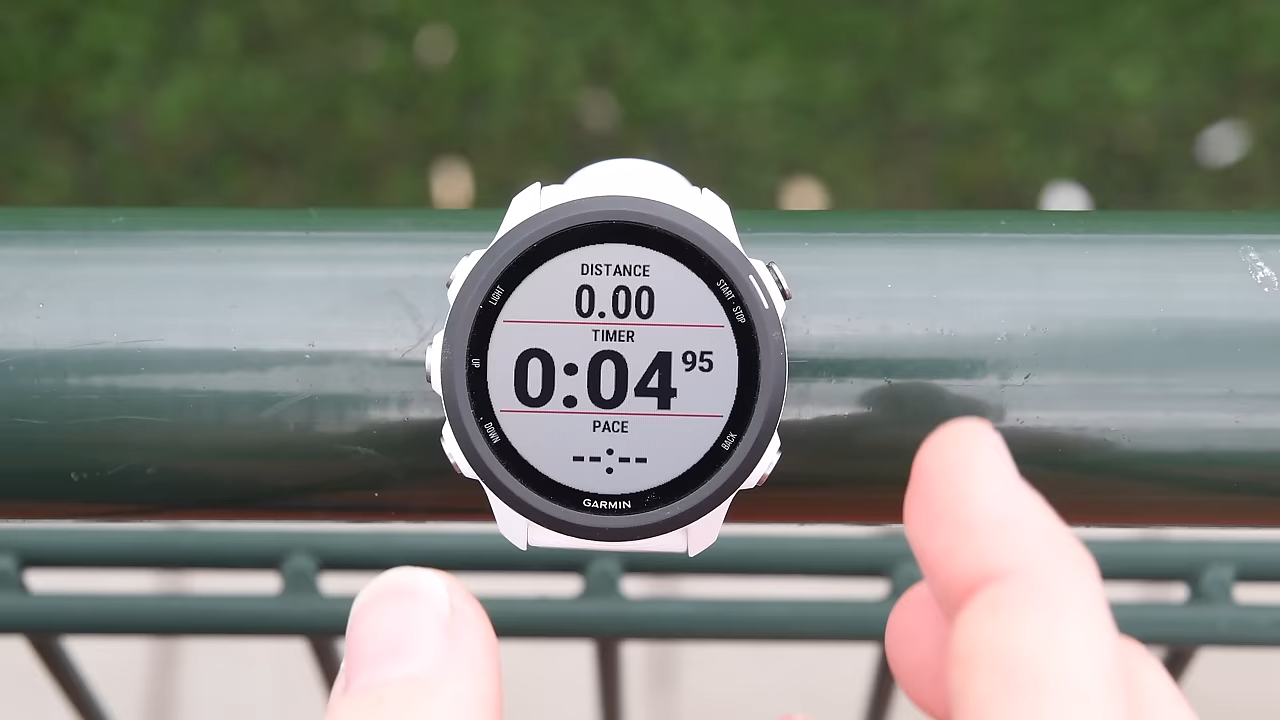 DISTANCE
0.00
TIMER
0:04 95
PACE
--:--
GARMIN
LIGHT
UP
DOWN
START · STOP
BACK